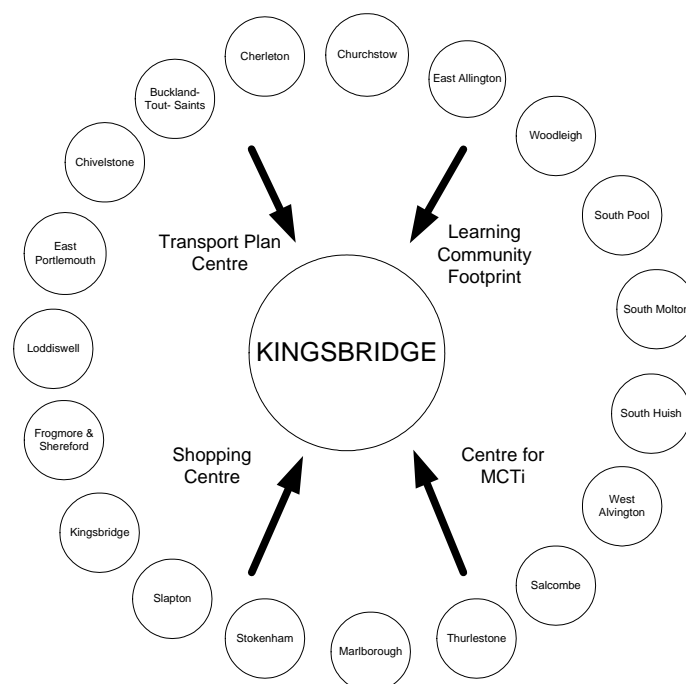 Cherleton
Churchstow
East Allington
Buckland-
Tout- Saints
Woodleigh
Chivelstone
South Pool
East
Portlemouth
Transport Plan
Centre
Learning
Community
Footprint
South Molton
Loddiswell
KINGSBRIDGE
South Huish
Frogmore &
Shereford
Shopping
Centre
Centre for
MCTi
West
Alvington
Kingsbridge
Salcombe
Slapton
Stokenham
Marlborough
Thurlestone